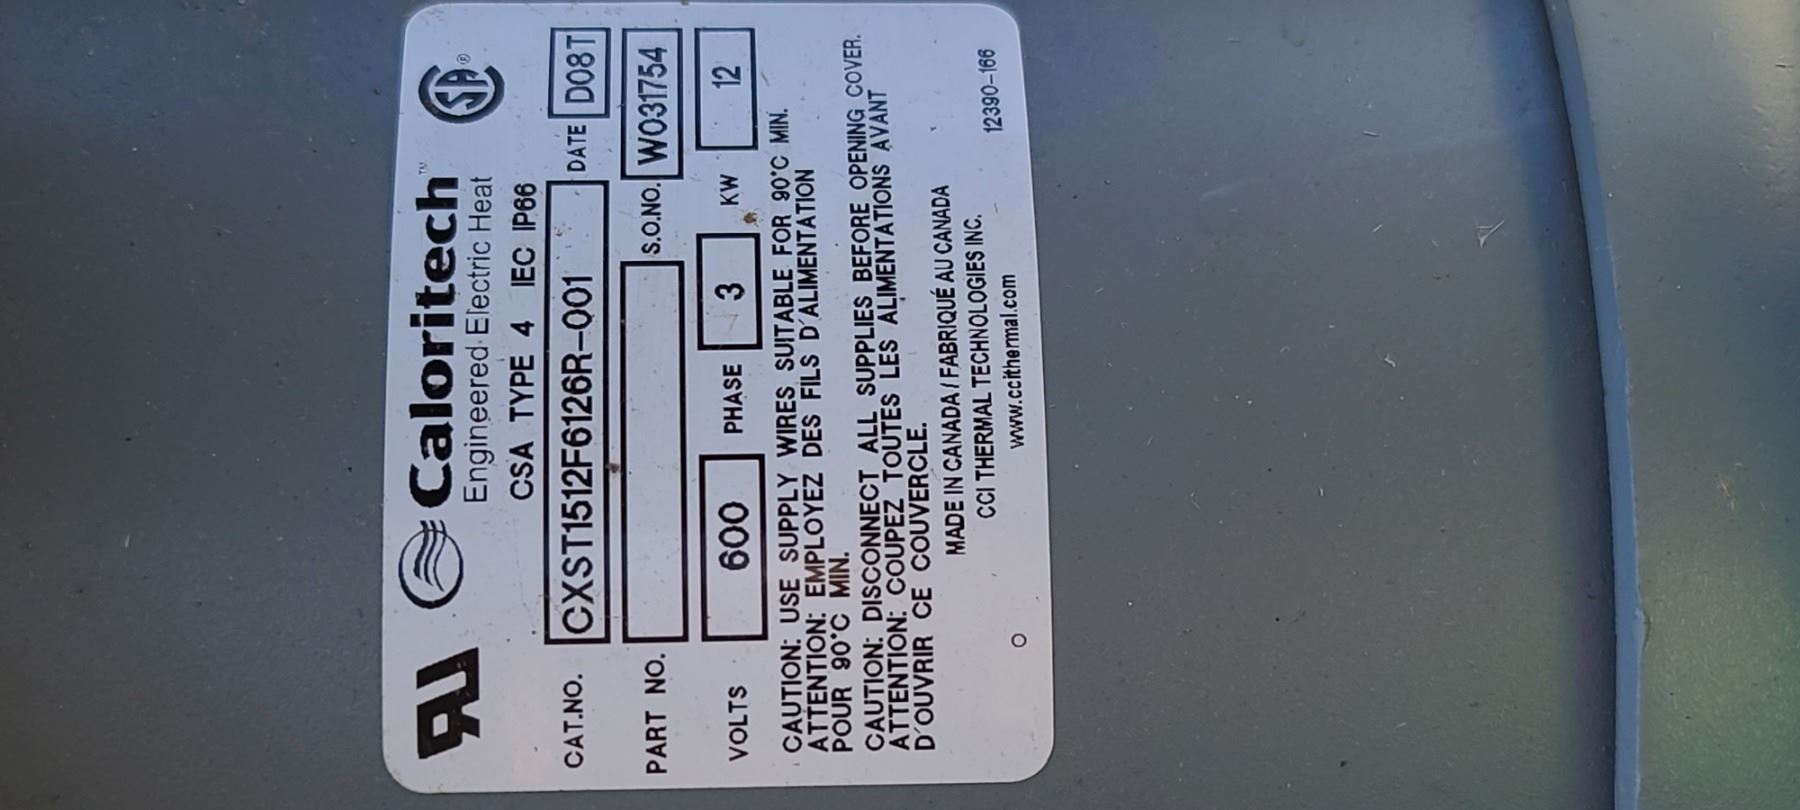 Caloritech™
Engineered Electric Heat
CSA TYPE 4 IEC IP66
CAT.NO. CXST1512F6126R-001 DATE D08T
PART NO. S.O.NO. W031754
VOLTS 600 PHASE 3 KW 12
CAUTION: USE SUPPLY WIRES SUITABLE FOR 90°C MIN.
ATTENTION: EMPLOYEZ DES FILS D'ALIMENTATION
POUR 90°C MIN.
CAUTION: DISCONNECT ALL SUPPLIES BEFORE OPENING COVER.
ATTENTION: COUPEZ TOUTES LES ALIMENTATIONS AVANT
D'OUVRIR CE COUVERCLE.
MADE IN CANADA / FABRIQUÉ AU CANADA
CCI THERMAL TECHNOLOGIES INC.
www.ccithermal.com
12390-166